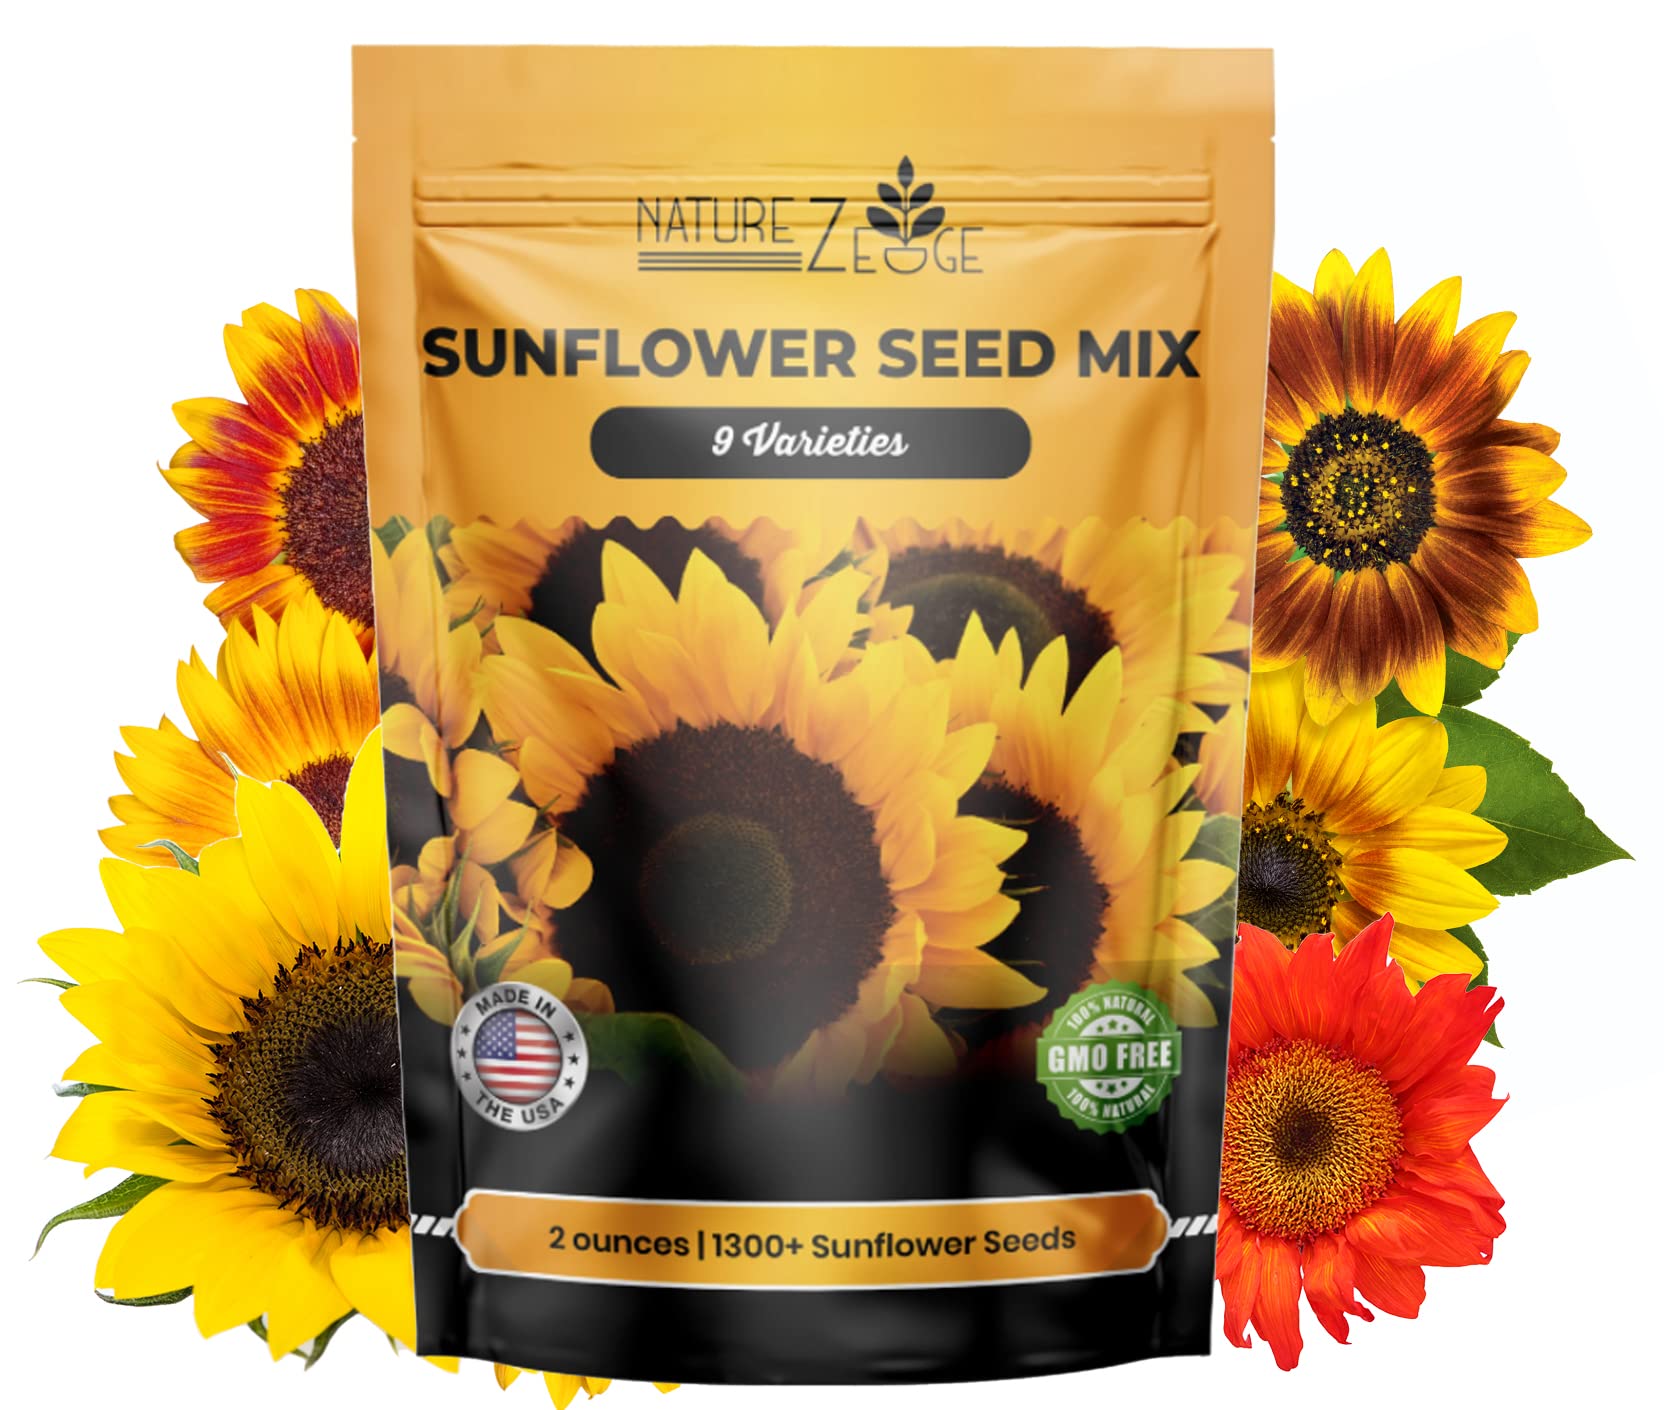 NATURE ZEDGE
SUNFLOWER SEED MIX
9 Varieties
MADE IN
THE USA
100% NATURAL
GMO FREE
100% NATURAL
2 ounces | 1300+ Sunflower Seeds